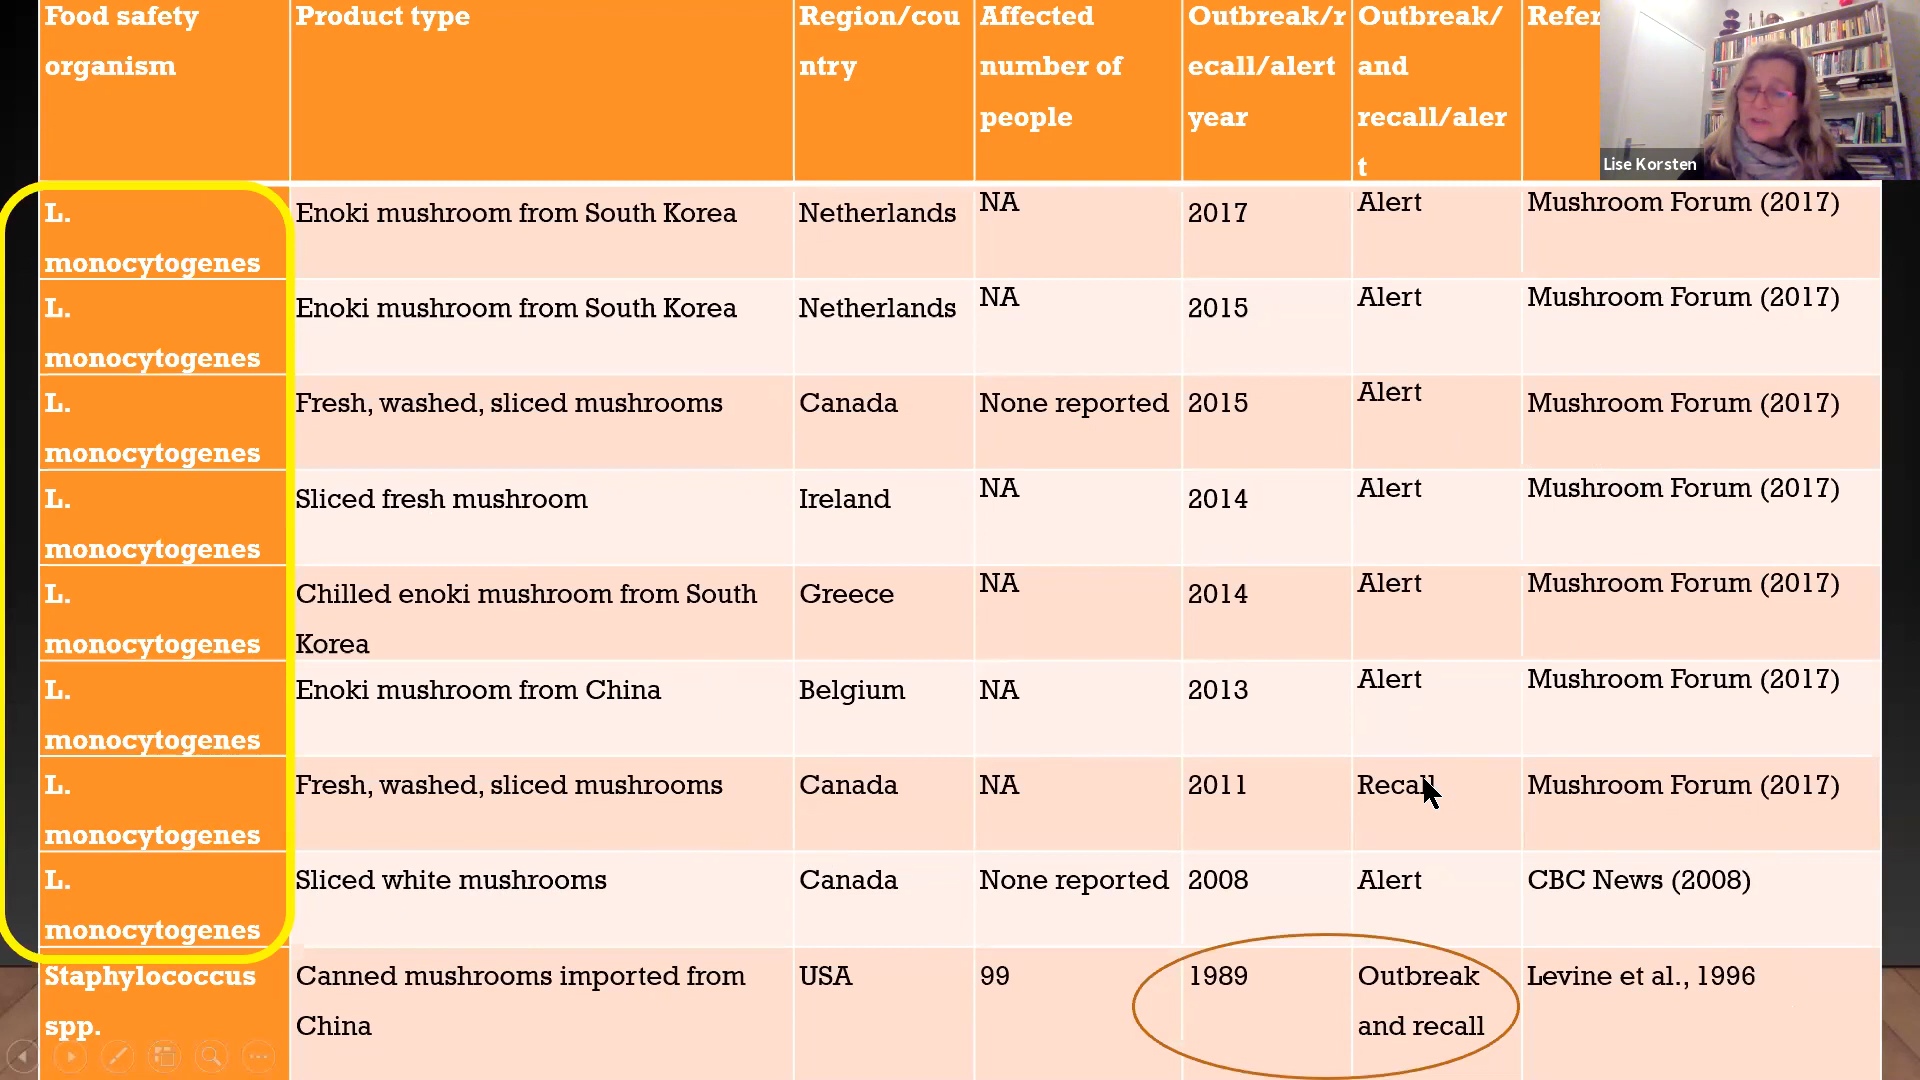 Food safety organism | Product type | Region/country | Affected number of people | Outbreak/recall/alert year | Outbreak/and recall/alert | Refer
Lise Korsten
L. monocytogenes | Enoki mushroom from South Korea | Netherlands | NA | 2017 | Alert | Mushroom Forum (2017)
L. monocytogenes | Enoki mushroom from South Korea | Netherlands | NA | 2015 | Alert | Mushroom Forum (2017)
L. monocytogenes | Fresh, washed, sliced mushrooms | Canada | None reported | 2015 | Alert | Mushroom Forum (2017)
L. monocytogenes | Sliced fresh mushroom | Ireland | NA | 2014 | Alert | Mushroom Forum (2017)
L. monocytogenes | Chilled enoki mushroom from South Korea | Greece | NA | 2014 | Alert | Mushroom Forum (2017)
L. monocytogenes | Enoki mushroom from China | Belgium | NA | 2013 | Alert | Mushroom Forum (2017)
L. monocytogenes | Fresh, washed, sliced mushrooms | Canada | NA | 2011 | Recall | Mushroom Forum (2017)
L. monocytogenes | Sliced white mushrooms | Canada | None reported | 2008 | Alert | CBC News (2008)
Staphylococcus spp. | Canned mushrooms imported from China | USA | 99 | 1989 | Outbreak and recall | Levine et al., 1996